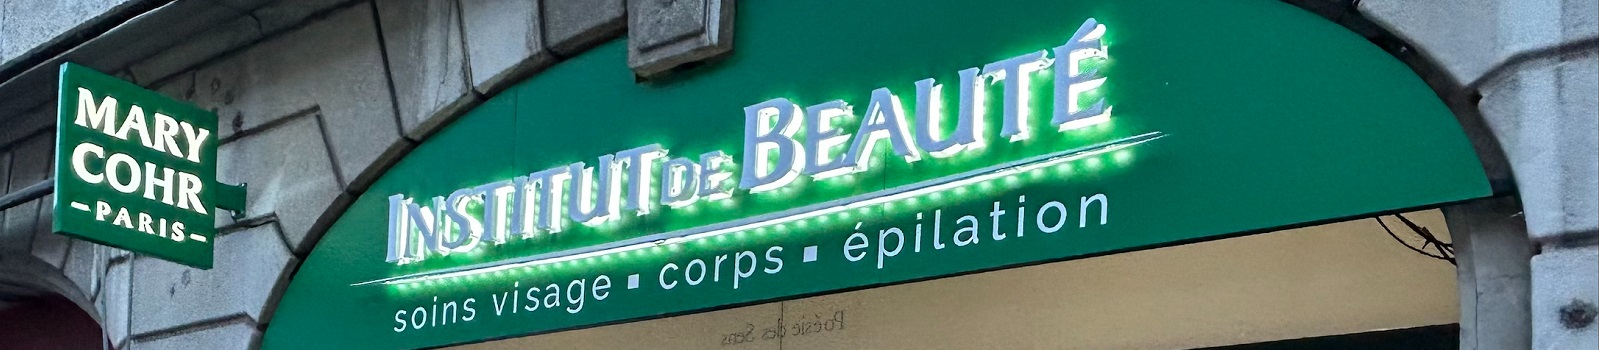 MARY
COHR
–PARIS–
INSTITUT DE BEAUTÉ
soins visage ▪ corps ▪ épilation
Poésie des Sens